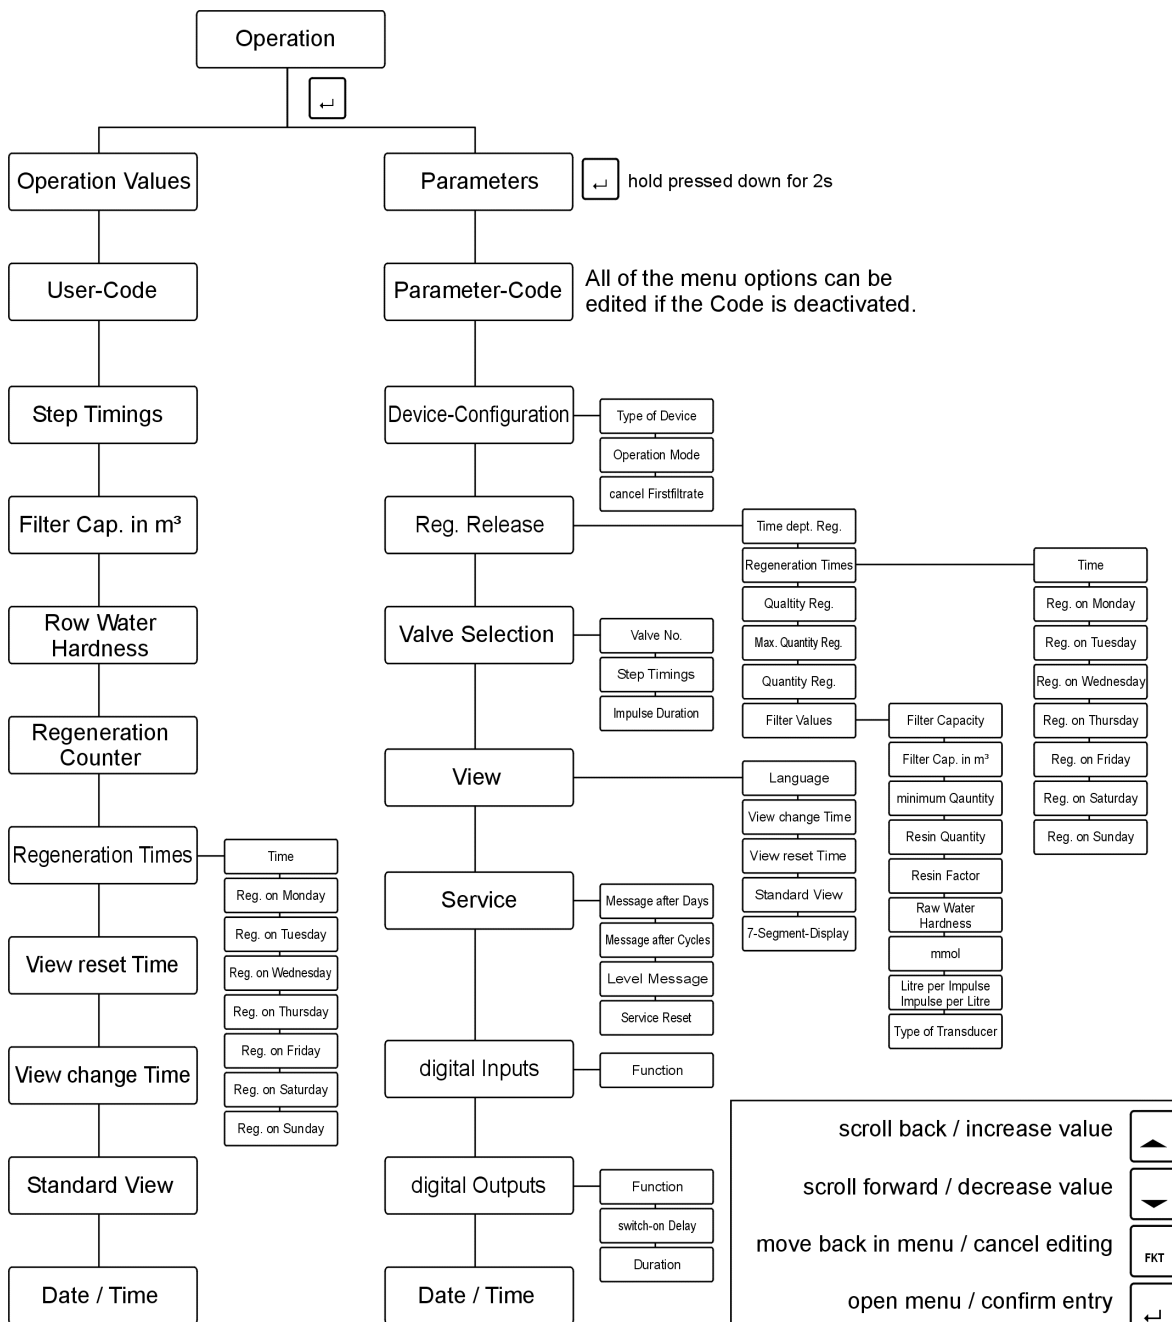 Operation
↵
Operation Values
Parameters
↵ hold pressed down for 2s
User-Code
Parameter-Code
All of the menu options can be
edited if the Code is deactivated.
Step Timings
Filter Cap. in m³
Row Water
Hardness
Regeneration
Counter
Regeneration Times
Time
Reg. on Monday
Reg. on Tuesday
Reg. on Wednesday
Reg. on Thursday
Reg. on Friday
Reg. on Saturday
Reg. on Sunday
View reset Time
View change Time
Standard View
Date / Time
Device-Configuration
Type of Device
Operation Mode
cancel Firstfiltrate
Reg. Release
Time dept. Reg.
Regeneration Times
Qualtity Reg.
Max. Quantity Reg.
Quantity Reg.
Filter Values
Time
Reg. on Monday
Reg. on Tuesday
Reg. on Wednesday
Reg. on Thursday
Reg. on Friday
Reg. on Saturday
Reg. on Sunday
Filter Capacity
Filter Cap. in m³
minimum Qauntity
Resin Quantity
Resin Factor
Raw Water
Hardness
mmol
Litre per Impulse
Impulse per Litre
Type of Transducer
Valve Selection
Valve No.
Step Timings
Impulse Duration
View
Language
View change Time
View reset Time
Standard View
7-Segment-Display
Service
Message after Days
Message after Cycles
Level Message
Service Reset
digital Inputs
Function
digital Outputs
Function
switch-on Delay
Duration
Date / Time
scroll back / increase value
scroll forward / decrease value
move back in menu / cancel editing FKT
open menu / confirm entry ↵